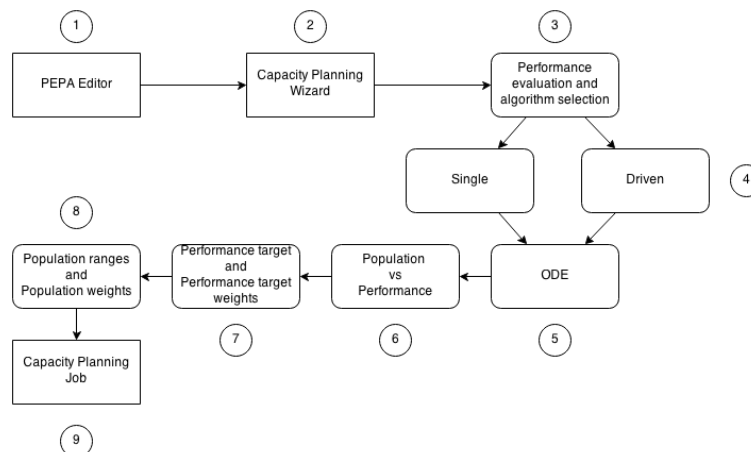 1
2
3
PEPA Editor
Capacity Planning
Wizard
Performance
evaluation and
algorithm selection
Single
Driven
4
8
Population ranges
and
Population weights
Performance target
and
Performance target
weights
Population
vs
Performance
ODE
7
6
5
Capacity Planning
Job
9